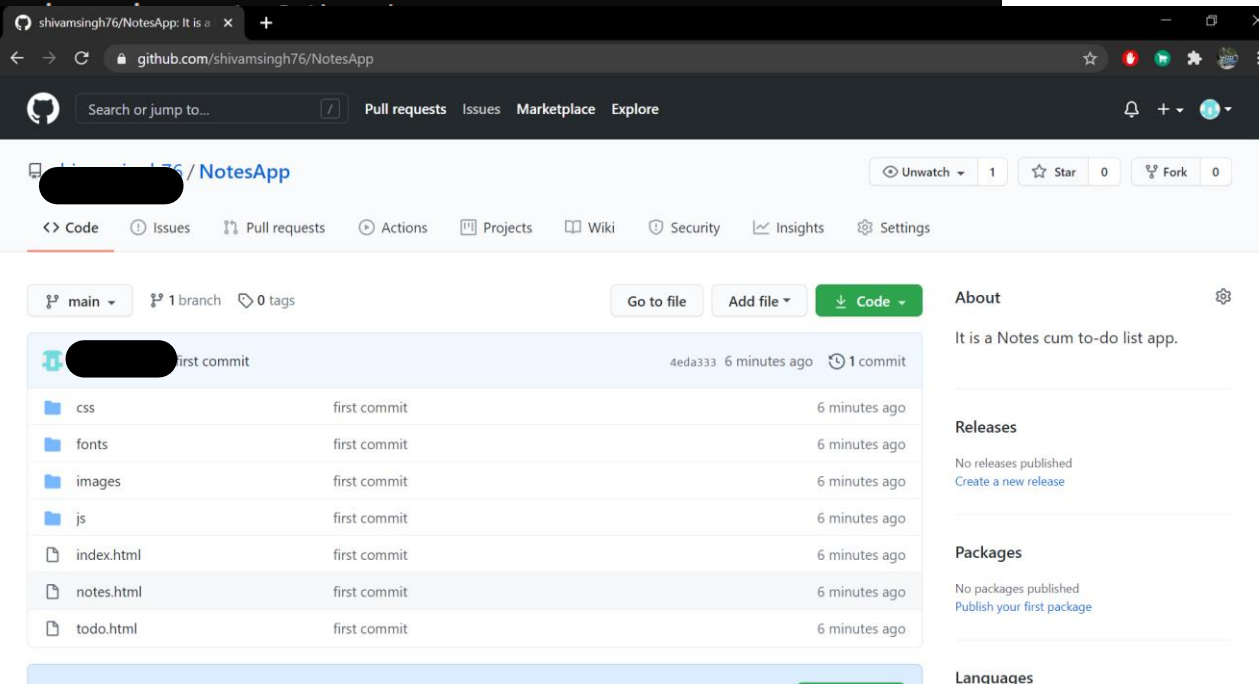 shivamsingh76/NotesApp: It is a
github.com/shivamsingh76/NotesApp
Search or jump to... / Pull requests Issues Marketplace Explore
/ NotesApp Unwatch 1 Star 0 Fork 0
Code Issues Pull requests Actions Projects Wiki Security Insights Settings
main 1 branch 0 tags Go to file Add file Code
About
It is a Notes cum to-do list app.
first commit 4eda333 6 minutes ago 1 commit
css first commit 6 minutes ago
fonts first commit 6 minutes ago
images first commit 6 minutes ago
js first commit 6 minutes ago
index.html first commit 6 minutes ago
notes.html first commit 6 minutes ago
todo.html first commit 6 minutes ago
Releases
No releases published
Create a new release
Packages
No packages published
Publish your first package
Languages